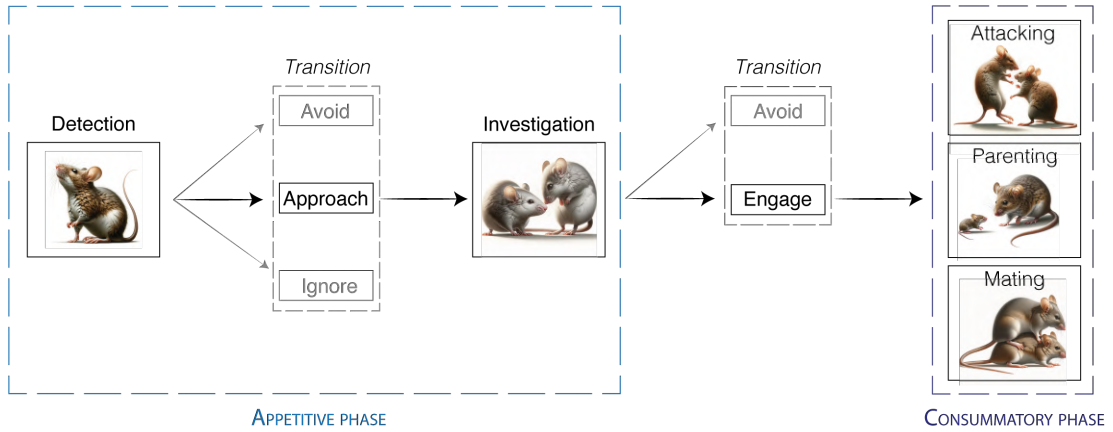 Detection
Transition
Avoid
Approach
Ignore
Investigation
Transition
Avoid
Engage
Attacking
Parenting
Mating
APPETITIVE PHASE
CONSUMMATORY PHASE